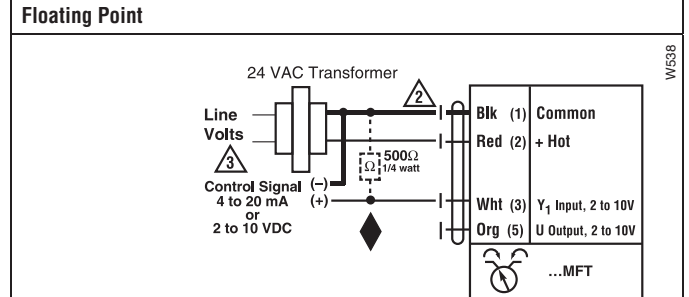 Floating Point
W538
24 VAC Transformer
Line
Volts
3
2
Blk (1) Common
Red (2) + Hot
Ω 500Ω
1/4 watt
Control Signal (–)
4 to 20 mA (+)
or
2 to 10 VDC
Wht (3) Y1 Input, 2 to 10V
Org (5) U Output, 2 to 10V
...MFT